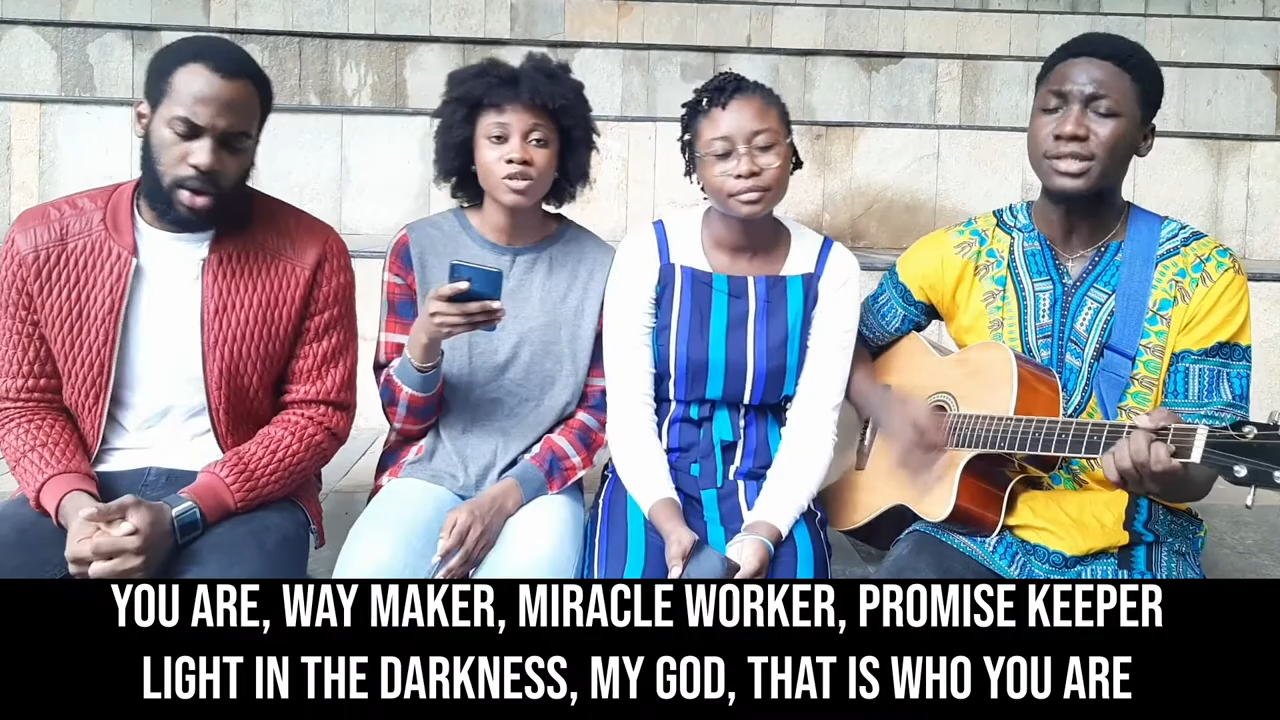 YOU ARE, WAY MAKER, MIRACLE WORKER, PROMISE KEEPER
LIGHT IN THE DARKNESS, MY GOD, THAT IS WHO YOU ARE